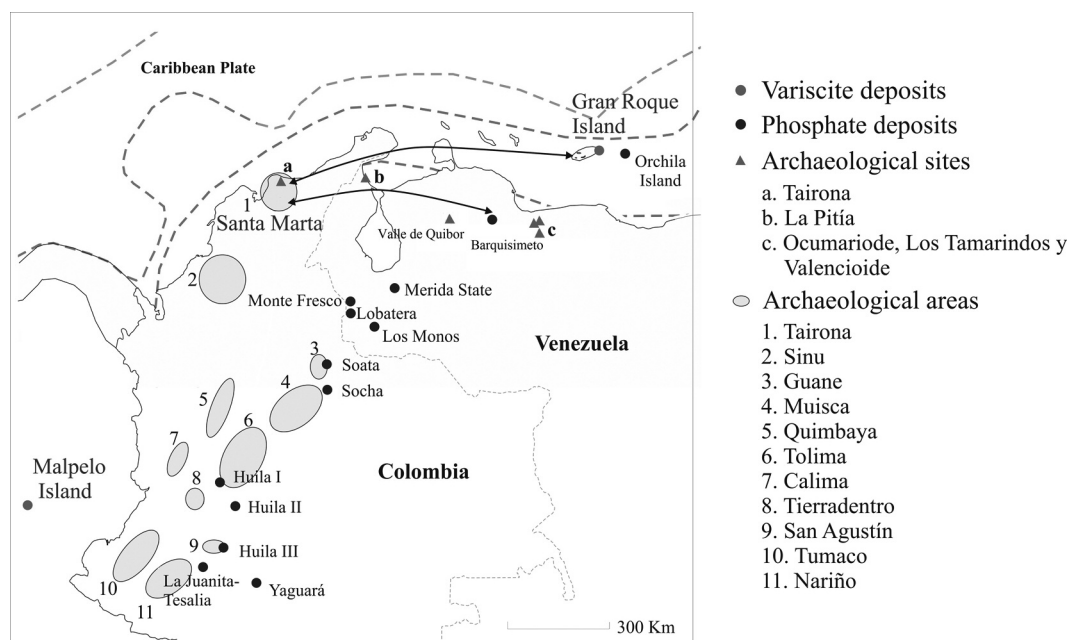 Caribbean Plate
Gran Roque
Island
Orchila
Island
a
b
1
Santa Marta
Valle de Quibor
Barquisimeto
c
2
Monte Fresco
Merida State
Lobatera
Los Monos
Venezuela
3
Soata
4
Socha
5
6
7
Colombia
Malpelo
Island
8
Huila I
Huila II
9
Huila III
10
La Juanita-
Tesalia
Yaguará
11
300 Km
Variscite deposits
Phosphate deposits
Archaeological sites
a. Tairona
b. La Pitía
c. Ocumariode, Los Tamarindos y
Valencioide
Archaeological areas
1. Tairona
2. Sinu
3. Guane
4. Muisca
5. Quimbaya
6. Tolima
7. Calima
8. Tierradentro
9. San Agustín
10. Tumaco
11. Nariño